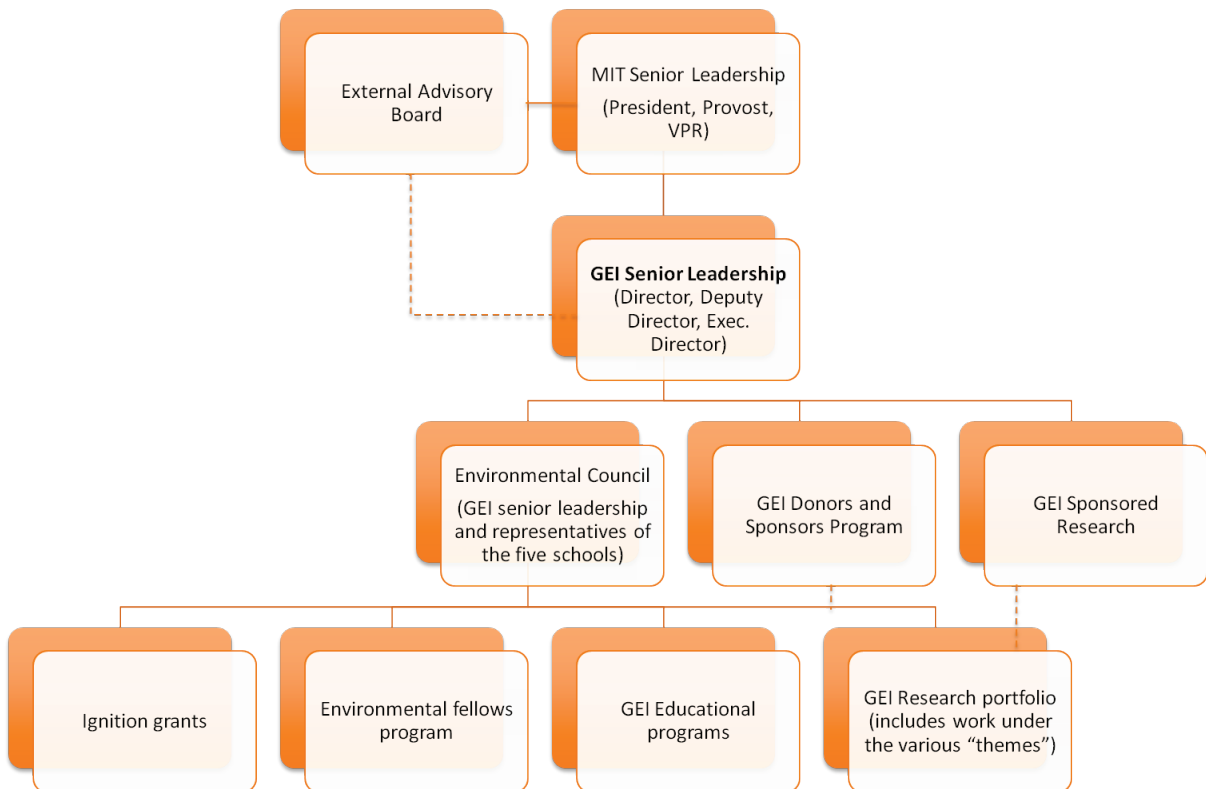 External Advisory
Board
MIT Senior Leadership
(President, Provost,
VPR)
GEI Senior Leadership
(Director, Deputy
Director, Exec.
Director)
Environmental Council
(GEI senior leadership
and representatives of
the five schools)
GEI Donors and
Sponsors Program
GEI Sponsored
Research
Ignition grants
Environmental fellows
program
GEI Educational
programs
GEI Research portfolio
(includes work under
the various “themes”)